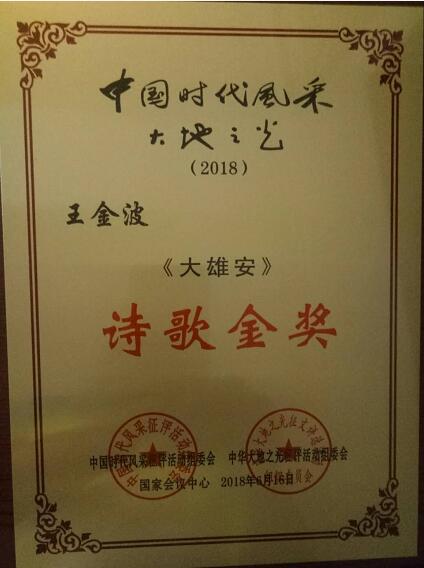 中国时代风采
大地之光
（2018）
王金波
《大雄安》
诗歌金奖
中国时代风采征评活动组委会 中华大地之光征评活动组委会
国家会议中心 2018年6月16日